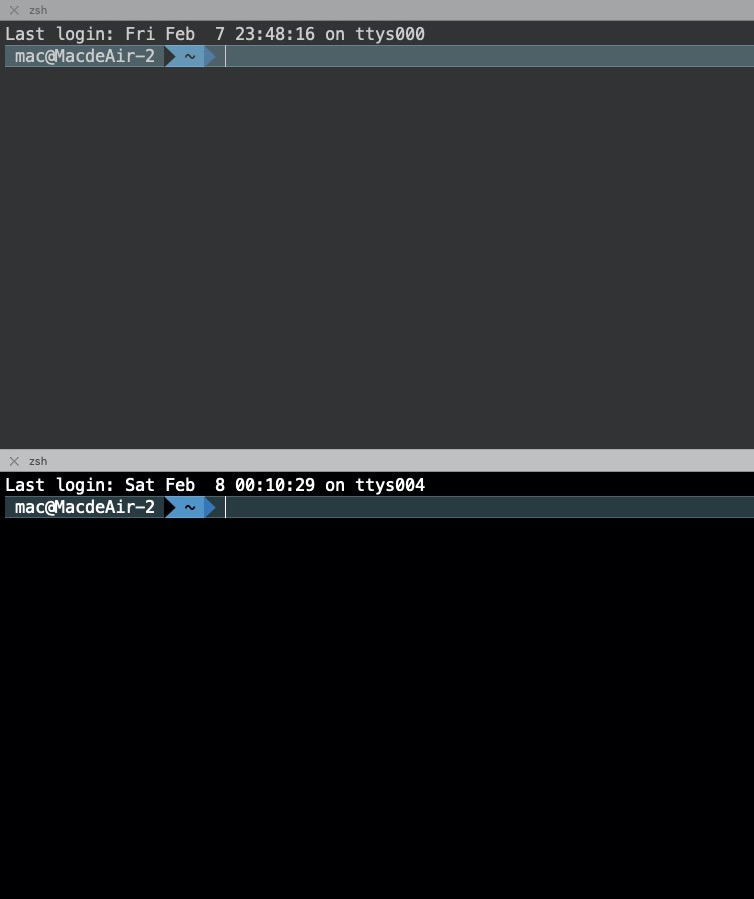 zsh
Last login: Fri Feb  7 23:48:16 on ttys000
mac@MacdeAir-2 ~
zsh
Last login: Sat Feb  8 00:10:29 on ttys004
mac@MacdeAir-2 ~